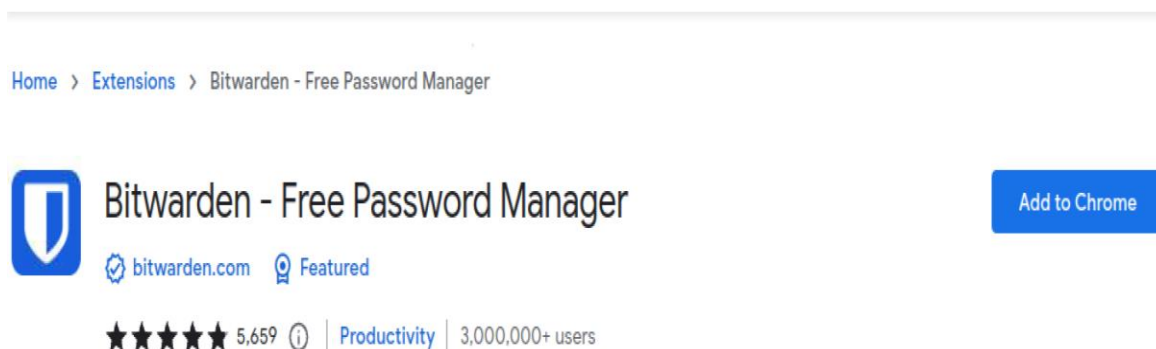 Home > Extensions > Bitwarden - Free Password Manager
Bitwarden - Free Password Manager
Add to Chrome
bitwarden.com Featured
5,659 Productivity 3,000,000+ users